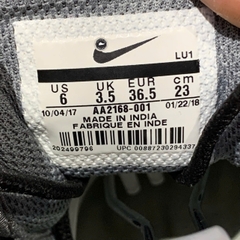 LU1
US UK EUR cm
6 3.5 36.5 23
10/04/17 AA2168-001 01/22/18
MADE IN INDIA
FABRIQUE EN INDE
202499796 UPC 00887230294337